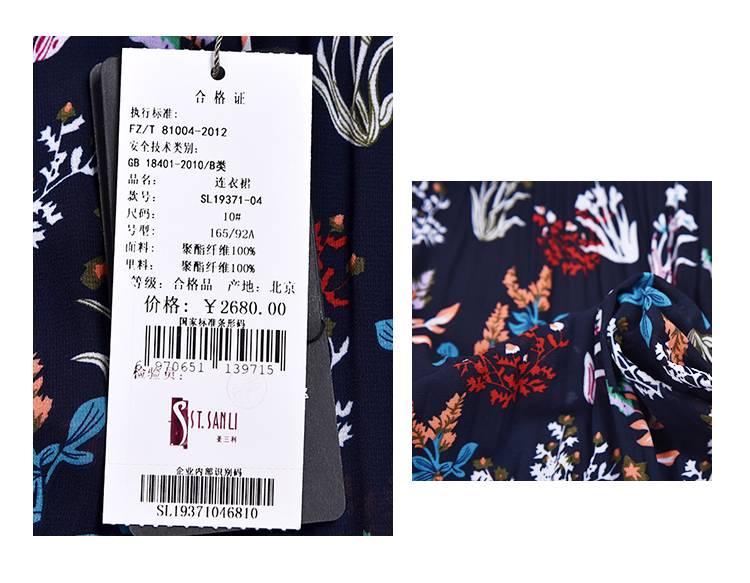 合格证
执行标准:
FZ/T 81004-2012
安全技术类别:
GB 18401-2010/B类
品名: 连衣裙
款号: SL19371-04
尺码: 10#
号型: 165/92A
面料: 聚酯纤维100%
里料: 聚酯纤维100%
等级: 合格品 产地: 北京
价格: ¥2680.00
国家标准条形码
970651 139715
检验员:
ST.SANLI
圣三利
企业内部识别码
SL19371046810